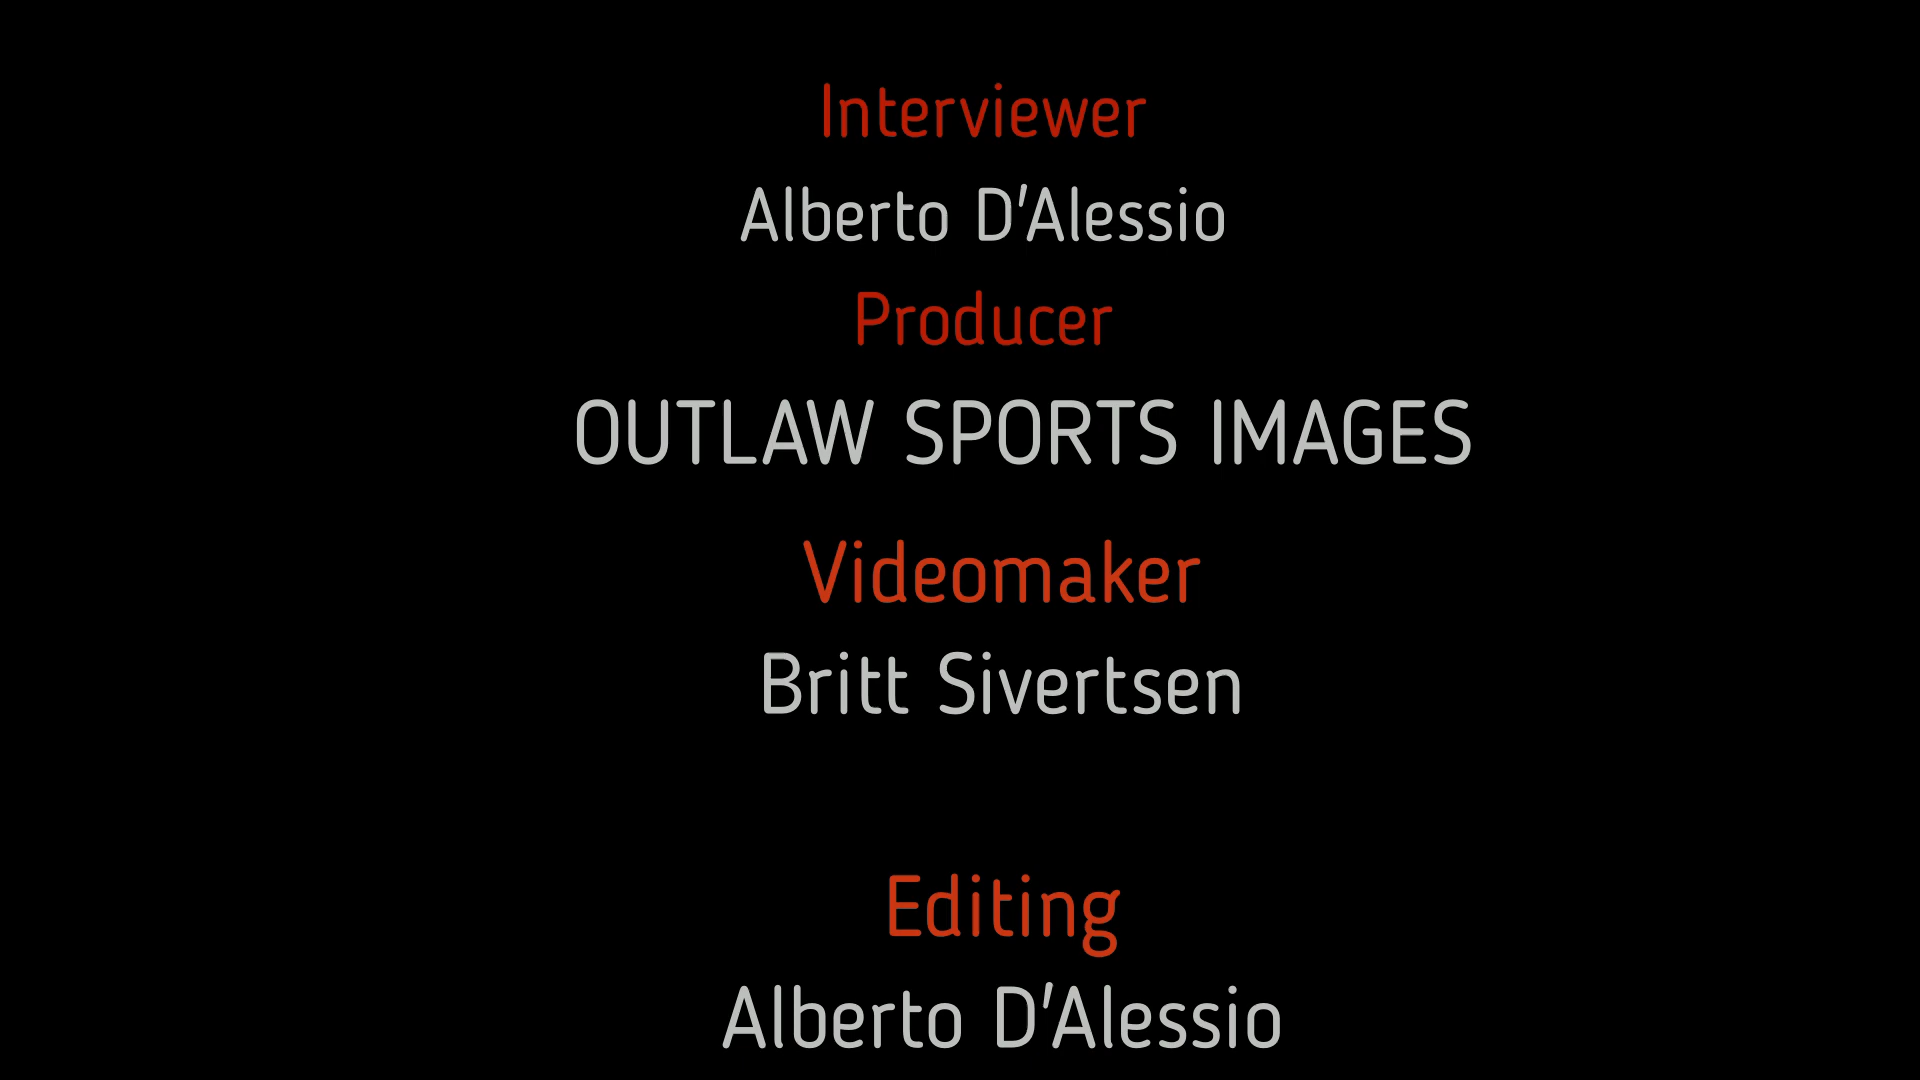 Interviewer
Alberto D'Alessio
Producer
OUTLAW SPORTS IMAGES
Videomaker
Britt Sivertsen
Editing
Alberto D'Alessio